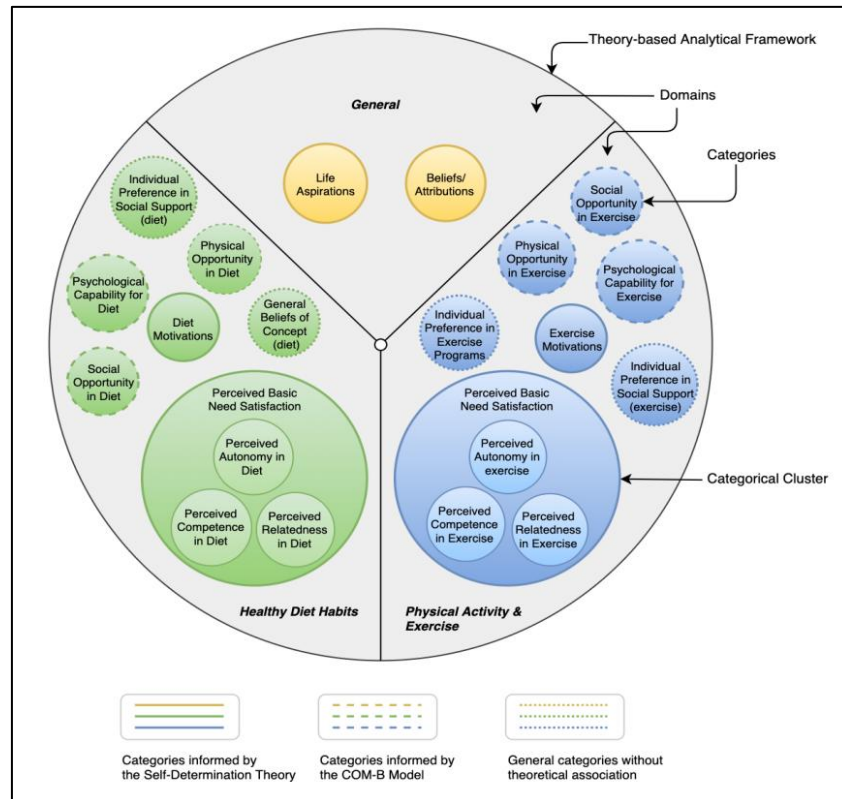 Theory-based Analytical Framework
General
Domains
Categories
Life
Aspirations
Beliefs/
Attributions
Individual
Preference in
Social Support
(diet)
Physical
Opportunity
in Diet
Psychological
Capability for
Diet
Diet
Motivations
General
Beliefs of
Concept
(diet)
Social
Opportunity
in Diet
Social
Opportunity
in Exercise
Physical
Opportunity
in Exercise
Psychological
Capability for
Exercise
Individual
Preference in
Exercise
Programs
Exercise
Motivations
Individual
Preference in
Social Support
(exercise)
Perceived Basic
Need Satisfaction
Perceived
Autonomy in
Diet
Perceived
Competence
in Diet
Perceived
Relatedness
in Diet
Perceived Basic
Need Satisfaction
Perceived
Autonomy in
exercise
Perceived
Competence
in Exercise
Perceived
Relatedness
in Exercise
Categorical Cluster
Healthy Diet Habits
Physical Activity &
Exercise
Categories informed by
the Self-Determination Theory
Categories informed by
the COM-B Model
General categories without
theoretical association